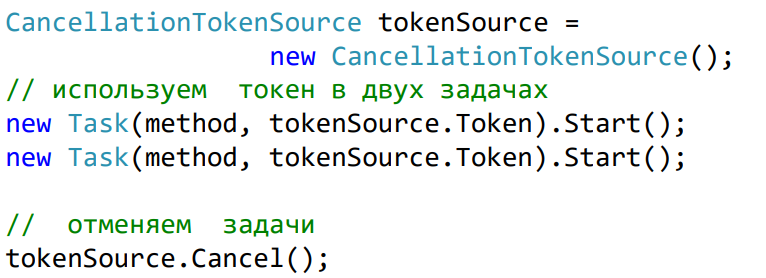 CancellationTokenSource tokenSource =
new CancellationTokenSource();
// используем токен в двух задачах
new Task(method, tokenSource.Token).Start();
new Task(method, tokenSource.Token).Start();
// отменяем задачи
tokenSource.Cancel();